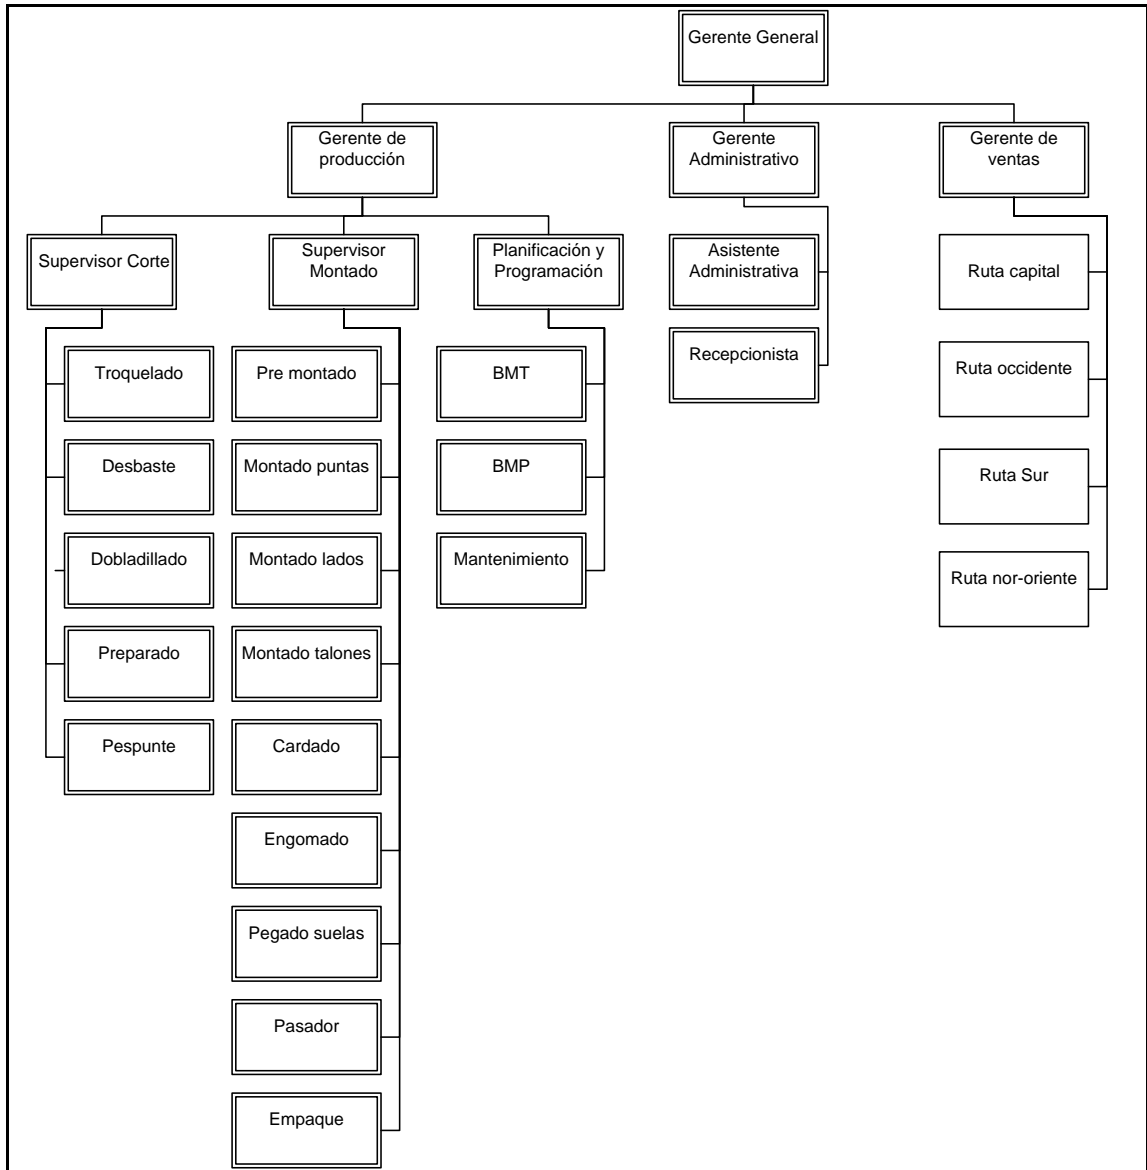 Gerente General
Gerente de
producción
Gerente
Administrativo
Gerente de
ventas
Supervisor Corte
Supervisor
Montado
Planificación y
Programación
Asistente
Administrativa
Ruta capital
Recepcionista
Ruta occidente
Troquelado
Pre montado
BMT
Desbaste
Montado puntas
BMP
Ruta Sur
Dobladillado
Montado lados
Mantenimiento
Ruta nor-oriente
Preparado
Montado talones
Pespunte
Cardado
Engomado
Pegado suelas
Pasador
Empaque